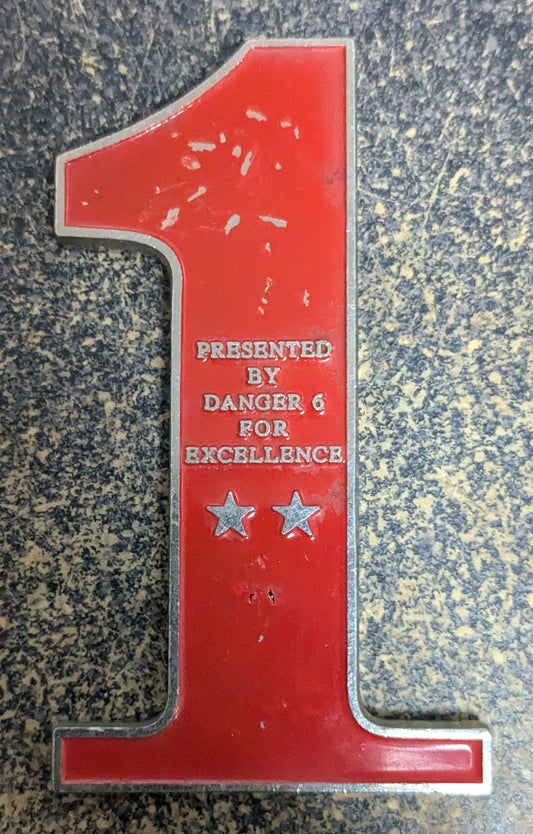 PRESENTED
BY
DANGER 6
FOR
EXCELLENCE